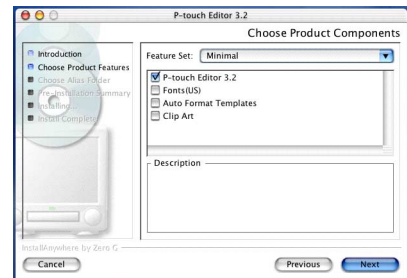 P-touch Editor 3.2
Choose Product Components
Introduction
Choose Product Features
Choose Alias Folder
Pre-Installation Summary
Installing...
Install Complete
Feature Set: Minimal
P-touch Editor 3.2
Fonts(US)
Auto Format Templates
Clip Art
Description
InstallAnywhere by Zero G
Cancel Previous Next